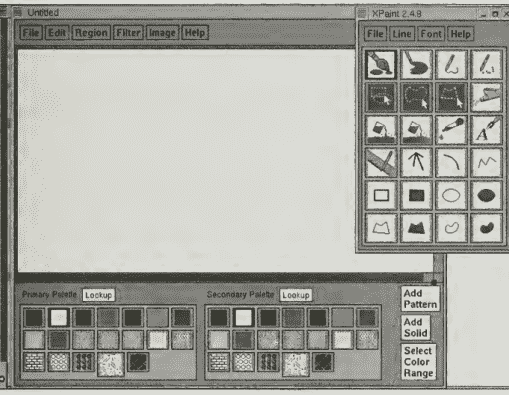 Untitled
File Edit Region Filter Image Help
XPaint 2.4.8
File Line Font Help
Primary Palette Lookup
Secondary Palette Lookup
Add
Pattern
Add
Solid
Select
Color
Range